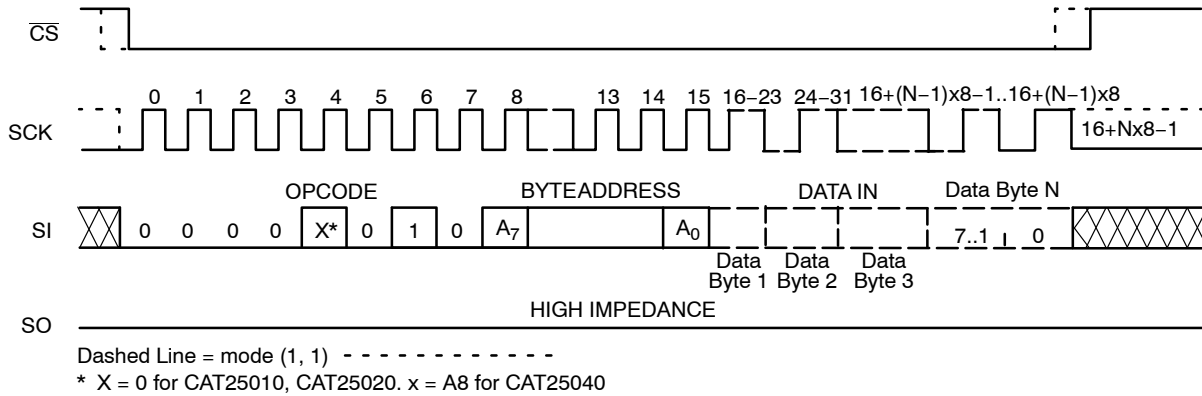 CS
0 1 2 3 4 5 6 7 8 13 14 15 16−23 24−31 16+(N−1)x8−1..16+(N−1)x8
SCK
16+Nx8−1
OPCODE BYTEADDRESS DATA IN Data Byte N
SI 0 0 0 0 X* 0 1 0 A7 A0 7..1 0
Data Byte 1 Data Byte 2 Data Byte 3
HIGH IMPEDANCE
SO
Dashed Line = mode (1, 1)
* X = 0 for CAT25010, CAT25020. x = A8 for CAT25040